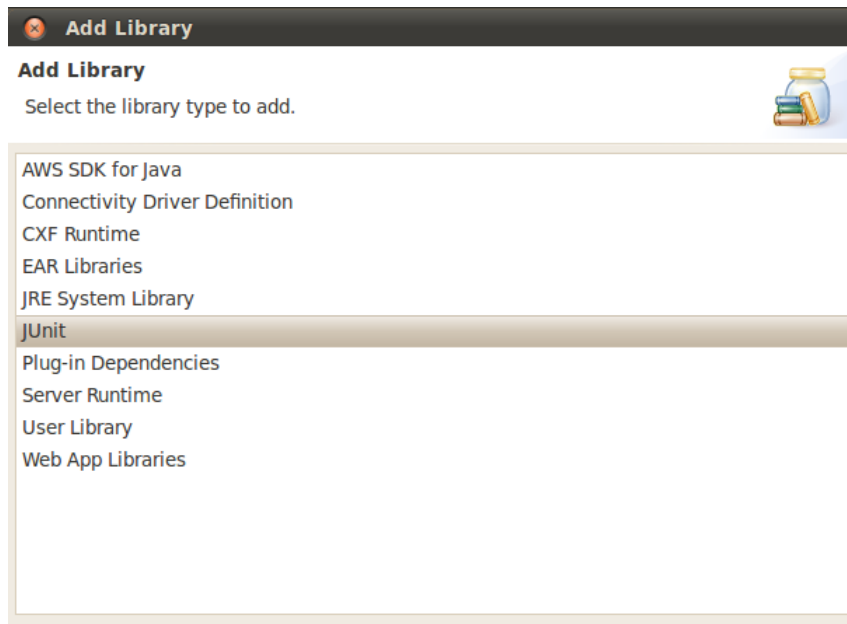 Add Library
Add Library
Select the library type to add.
AWS SDK for Java
Connectivity Driver Definition
CXF Runtime
EAR Libraries
JRE System Library
JUnit
Plug-in Dependencies
Server Runtime
User Library
Web App Libraries